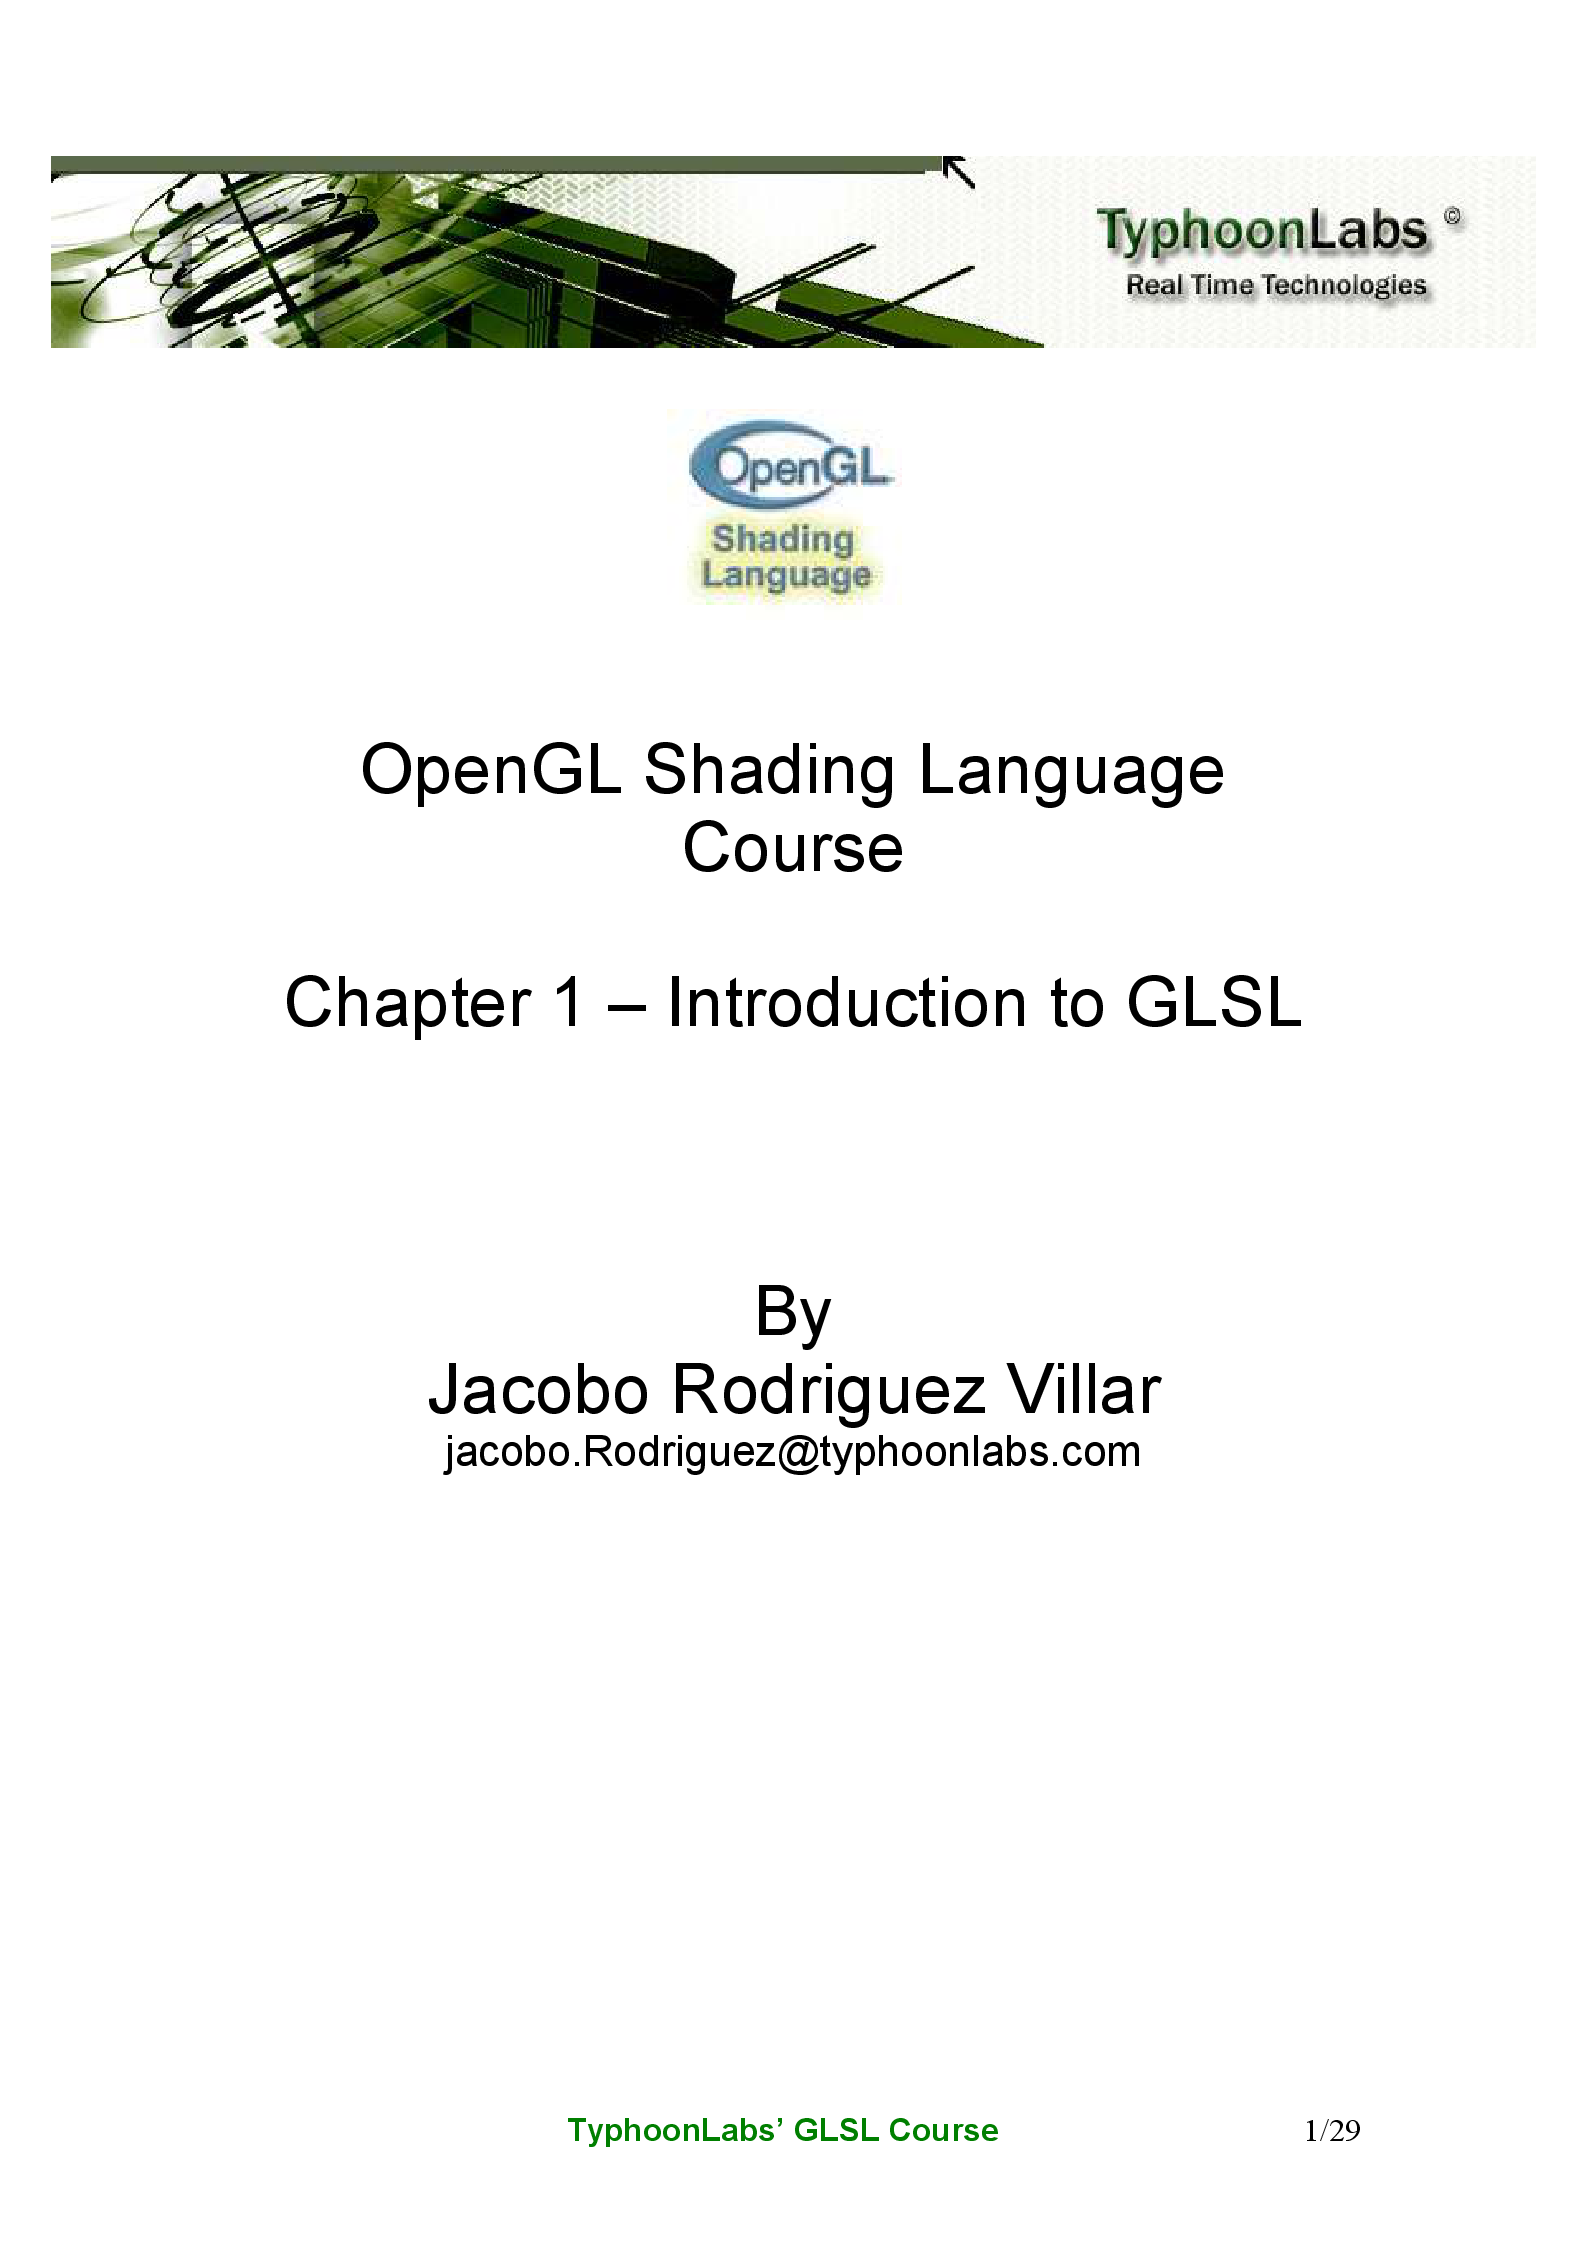 TyphoonLabs ©
Real Time Technologies
OpenGL
Shading
Language
OpenGL Shading Language
Course
Chapter 1 – Introduction to GLSL
By
Jacobo Rodriguez Villar
jacobo.Rodriguez@typhoonlabs.com
TyphoonLabs’ GLSL Course 1/29